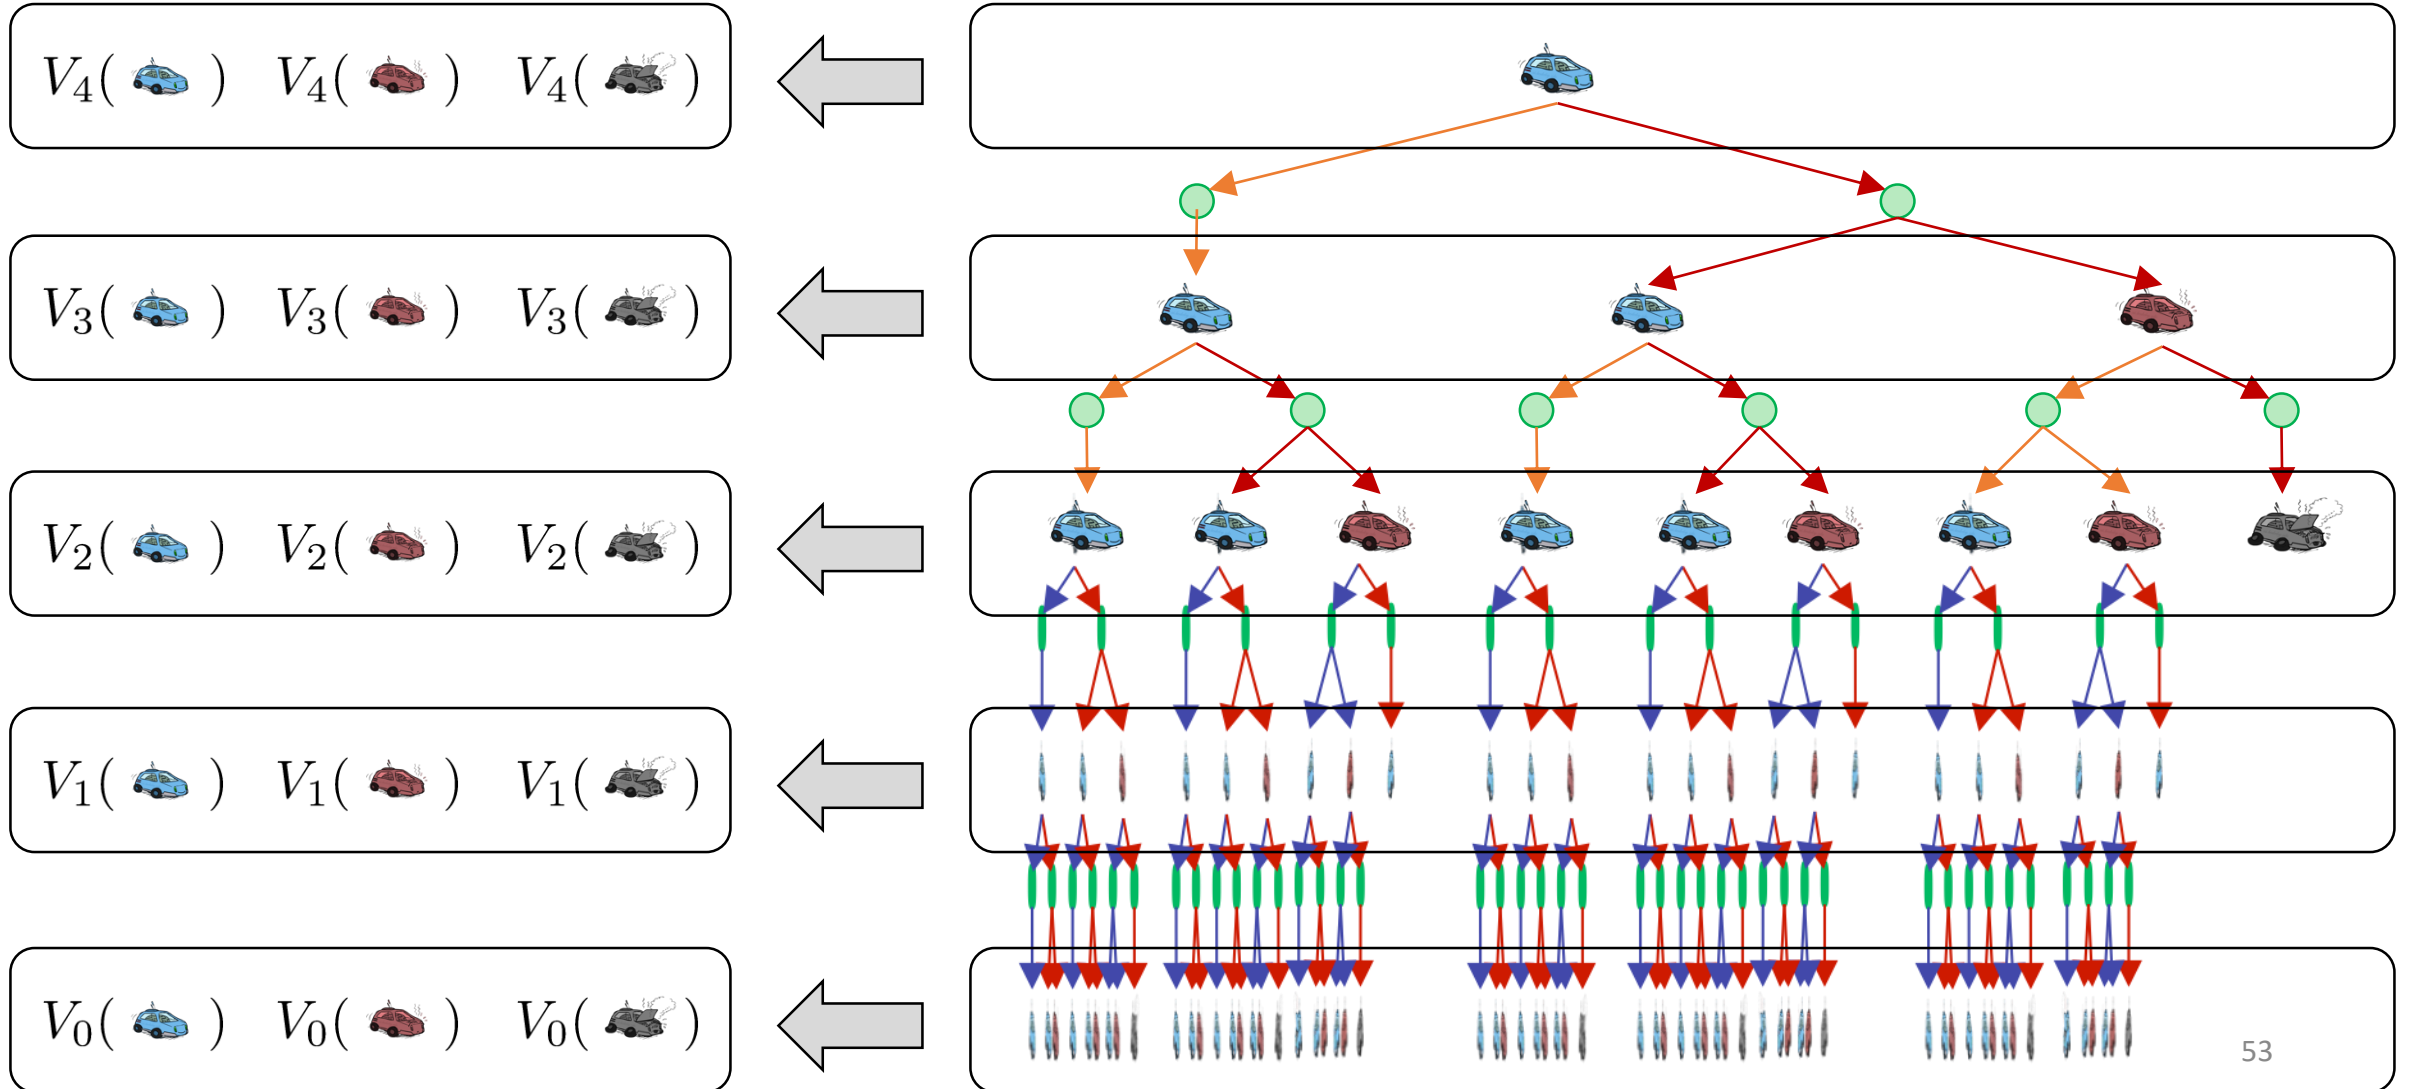 V4( ) V4( ) V4( )
V3( ) V3( ) V3( )
V2( ) V2( ) V2( )
V1( ) V1( ) V1( )
V0( ) V0( ) V0( )
53